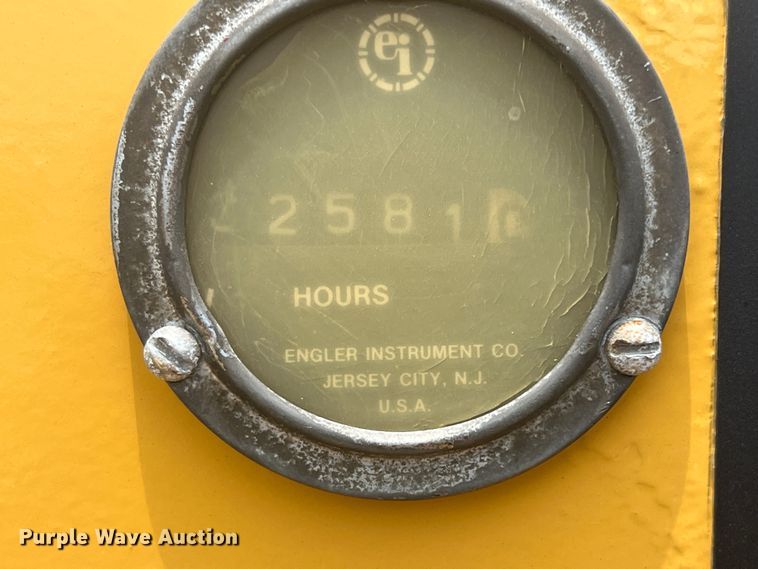 ei
2581
HOURS
ENGLER INSTRUMENT CO.
JERSEY CITY, N.J.
U.S.A.
Purple Wave Auction